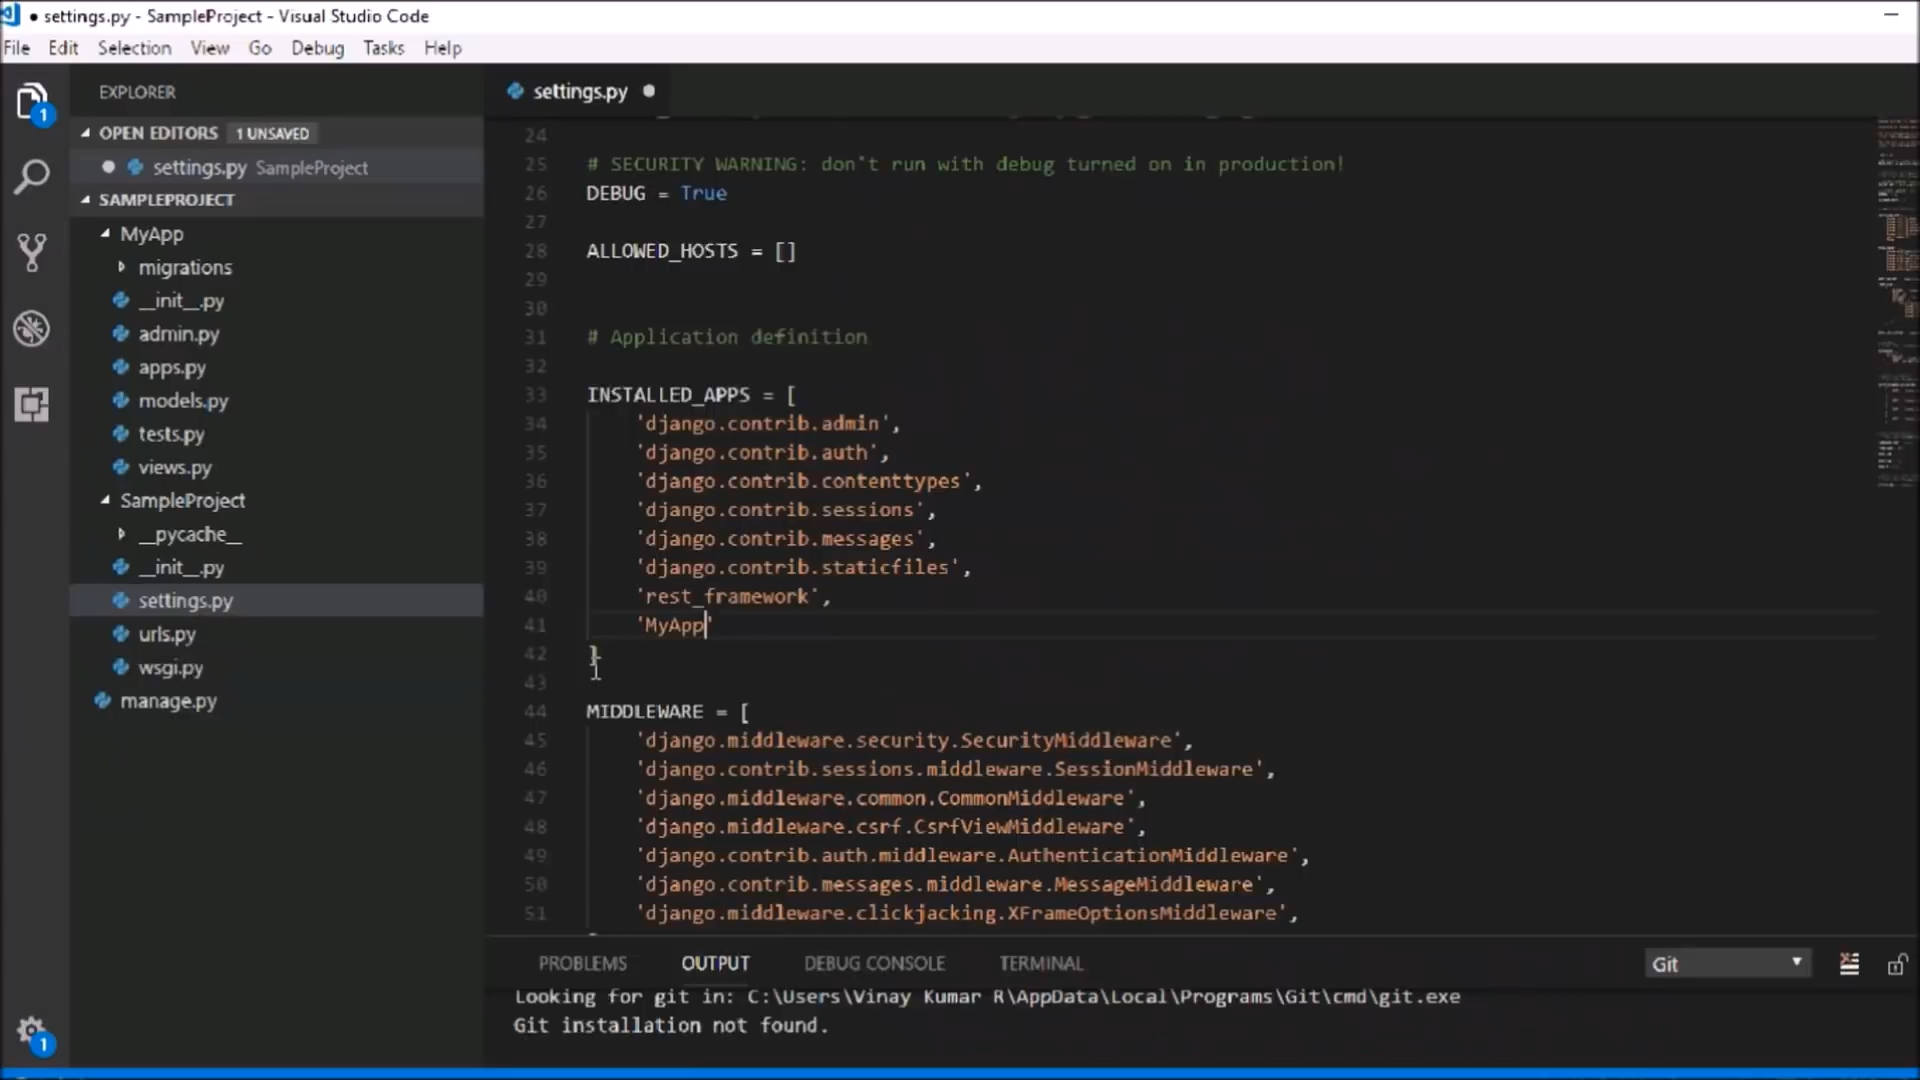 ● settings.py - SampleProject - Visual Studio Code
File Edit Selection View Go Debug Tasks Help
1
EXPLORER
OPEN EDITORS 1 UNSAVED
settings.py SampleProject
SAMPLEPROJECT
MyApp
migrations
__init__.py
admin.py
apps.py
models.py
tests.py
views.py
SampleProject
__pycache__
__init__.py
settings.py
urls.py
wsgi.py
manage.py
1
settings.py ●
24
25 # SECURITY WARNING: don't run with debug turned on in production!
26 DEBUG = True
27
28 ALLOWED_HOSTS = []
29
30
31 # Application definition
32
33 INSTALLED_APPS = [
34 'django.contrib.admin',
35 'django.contrib.auth',
36 'django.contrib.contenttypes',
37 'django.contrib.sessions',
38 'django.contrib.messages',
39 'django.contrib.staticfiles',
40 'rest_framework',
41 'MyApp'
42 ]
43
44 MIDDLEWARE = [
45 'django.middleware.security.SecurityMiddleware',
46 'django.contrib.sessions.middleware.SessionMiddleware',
47 'django.middleware.common.CommonMiddleware',
48 'django.middleware.csrf.CsrfViewMiddleware',
49 'django.contrib.auth.middleware.AuthenticationMiddleware',
50 'django.contrib.messages.middleware.MessageMiddleware',
51 'django.middleware.clickjacking.XFrameOptionsMiddleware',
PROBLEMS OUTPUT DEBUG CONSOLE TERMINAL Git
Looking for git in: C:\Users\Vinay Kumar R\AppData\Local\Programs\Git\cmd\git.exe
Git installation not found.